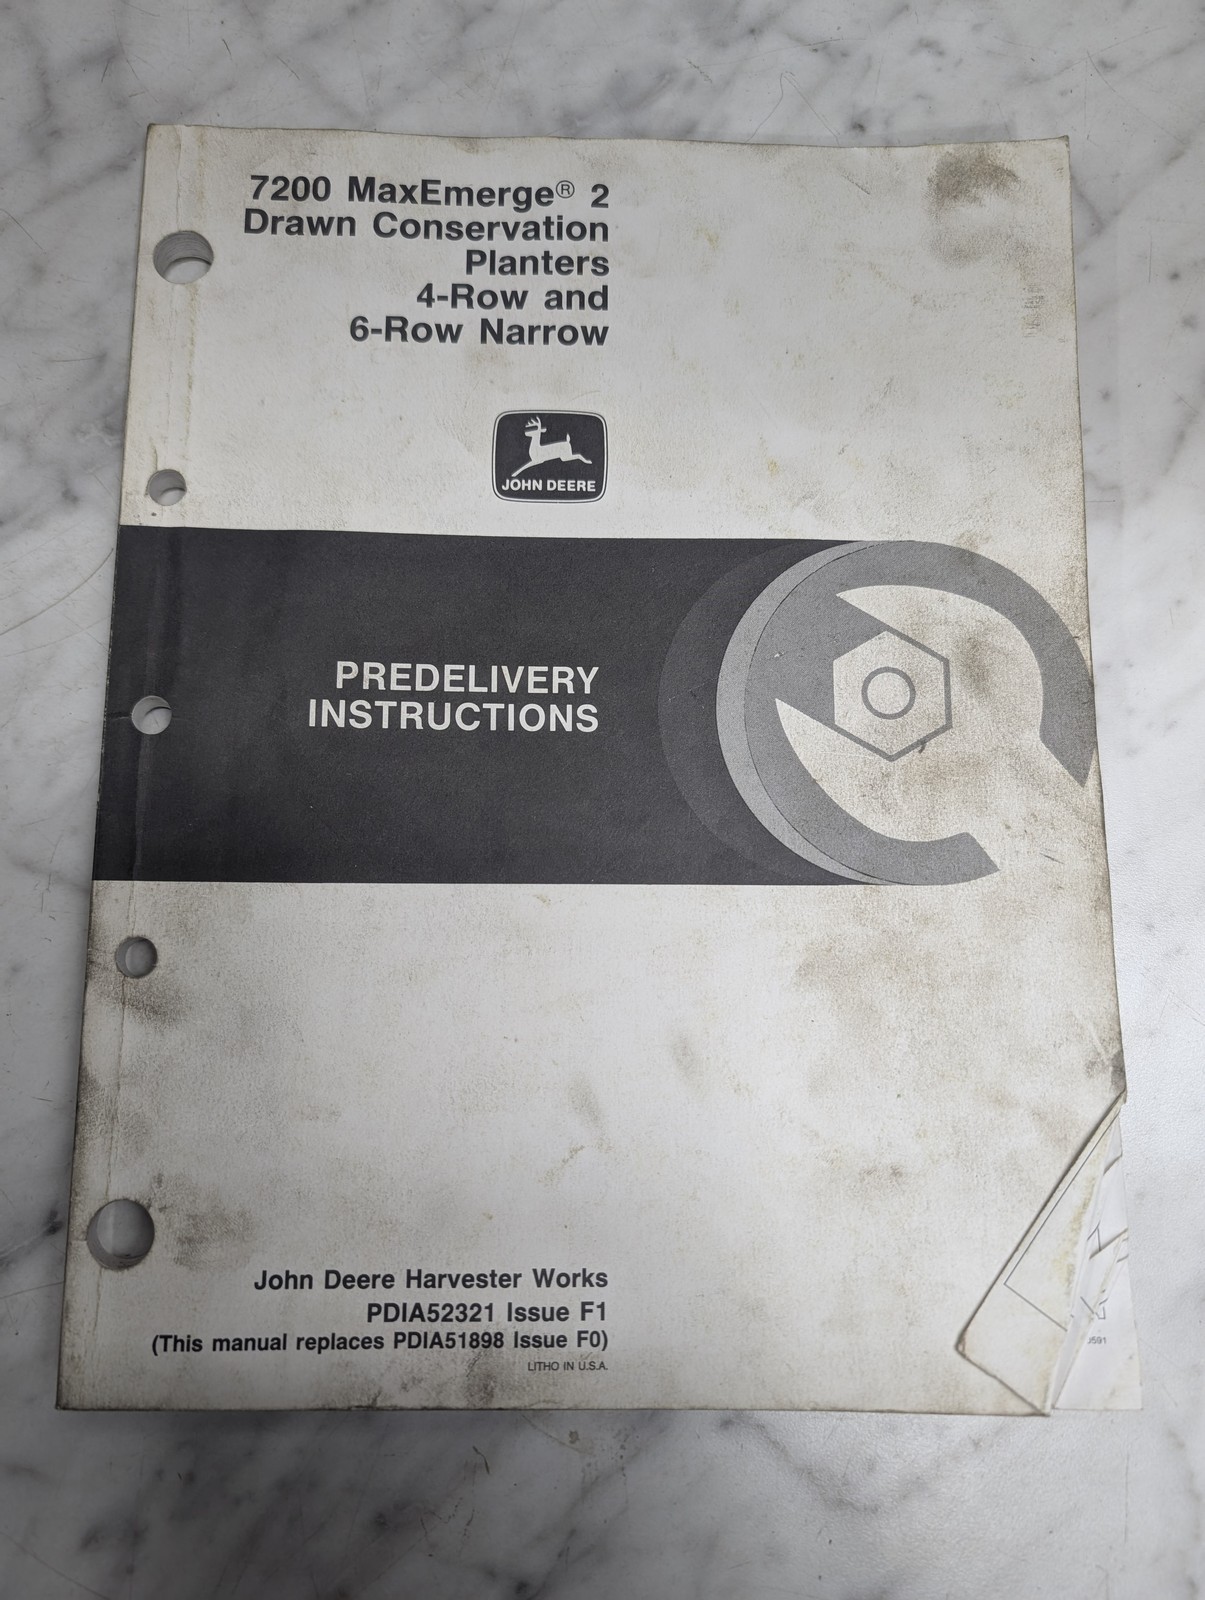 7200 MaxEmerge® 2
Drawn Conservation
Planters
4-Row and
6-Row Narrow
JOHN DEERE
PREDELIVERY
INSTRUCTIONS
John Deere Harvester Works
PDIA52321 Issue F1
(This manual replaces PDIA51898 Issue F0)
LITHO IN U.S.A.